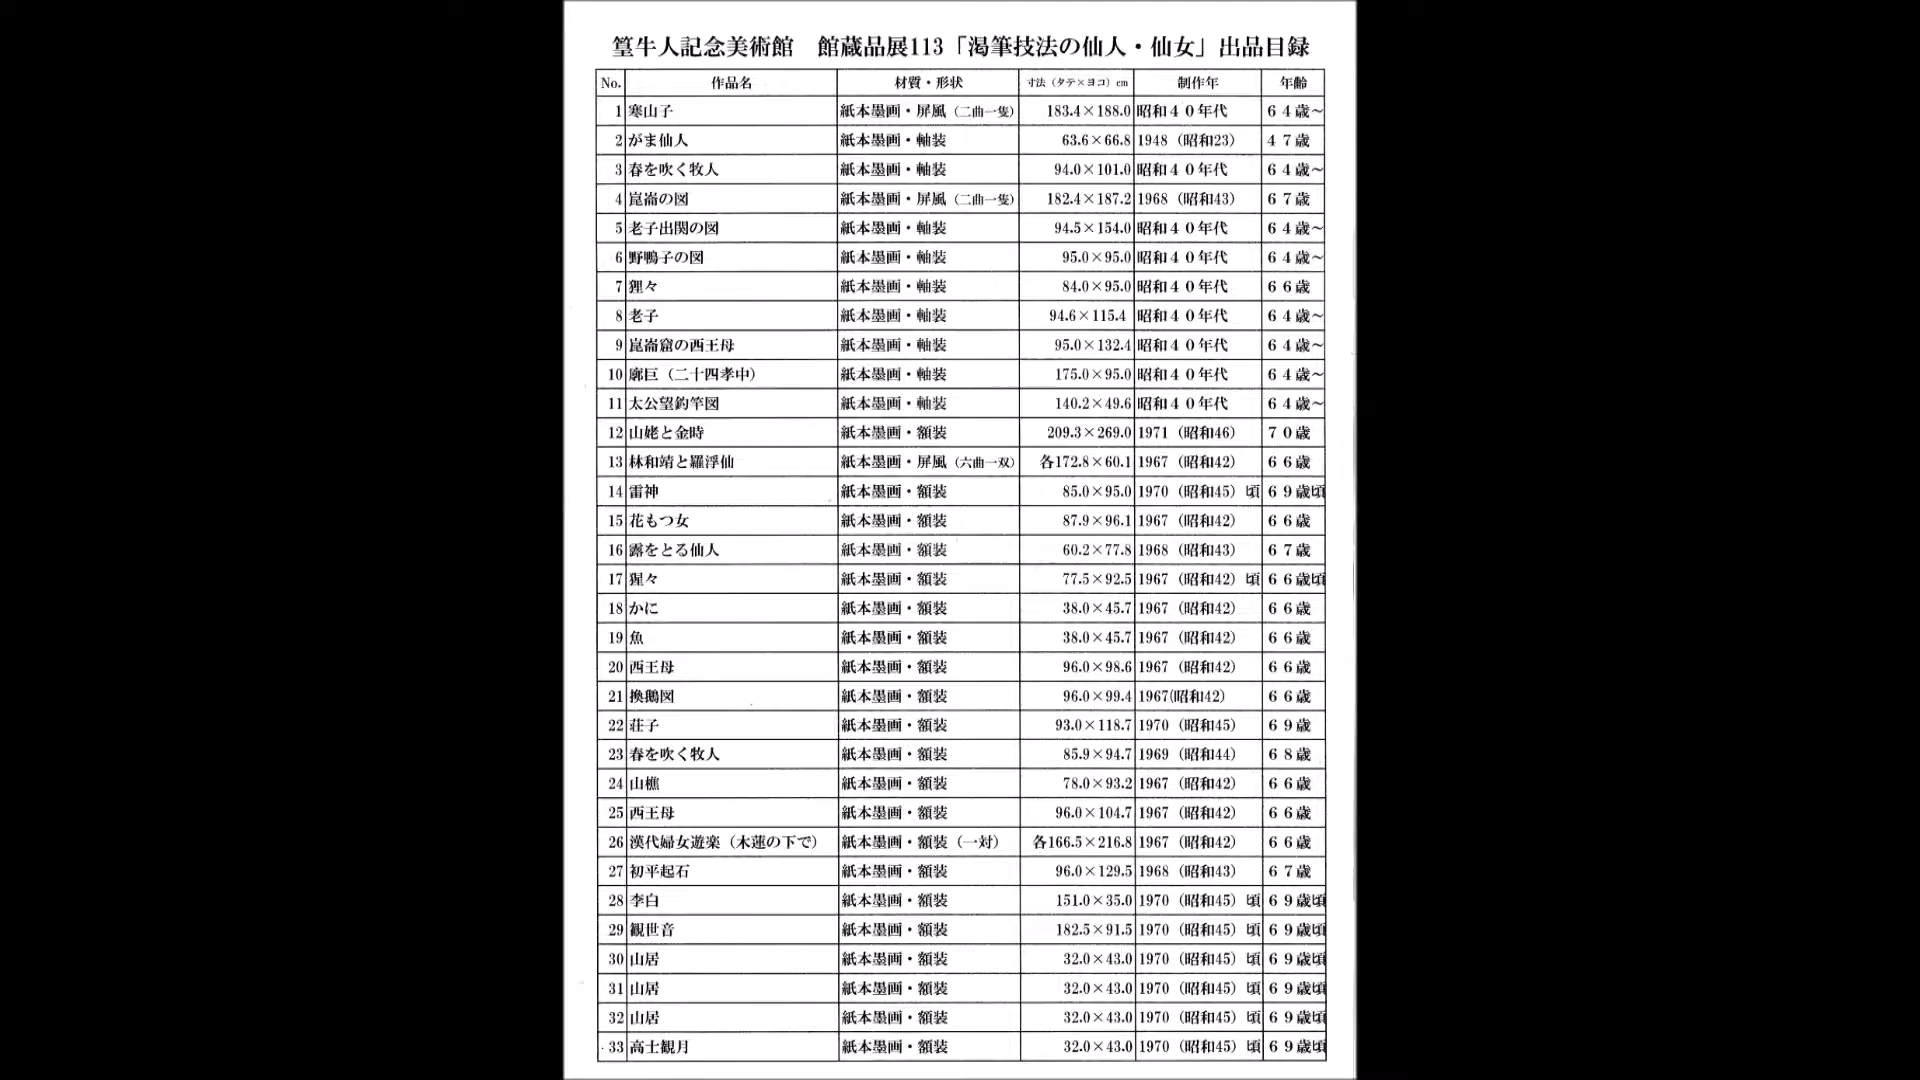 篁牛人記念美術館　館蔵品展113「渇筆技法の仙人・仙女」出品目録
No. 作品名 材質・形状 寸法（タテ×ヨコ）cm 制作年 年齢
1 寒山子 紙本墨画・屏風（二曲一隻） 183.4×188.0 昭和４０年代 ６４歳～
2 がま仙人 紙本墨画・軸装 63.6×66.8 1948（昭和23） ４７歳
3 春を吹く牧人 紙本墨画・軸装 94.0×101.0 昭和４０年代 ６４歳～
4 崑崙の図 紙本墨画・屏風（二曲一隻） 182.4×187.2 1968（昭和43） ６７歳
5 老子出関の図 紙本墨画・軸装 94.5×154.0 昭和４０年代 ６４歳～
6 野鴨子の図 紙本墨画・軸装 95.0×95.0 昭和４０年代 ６４歳～
7 狸々 紙本墨画・軸装 84.0×95.0 昭和４０年代 ６６歳
8 老子 紙本墨画・軸装 94.6×115.4 昭和４０年代 ６４歳～
9 崑崙窟の西王母 紙本墨画・軸装 95.0×132.4 昭和４０年代 ６４歳～
10 廓巨（二十四孝中） 紙本墨画・軸装 175.0×95.0 昭和４０年代 ６４歳～
11 太公望釣竿図 紙本墨画・軸装 140.2×49.6 昭和４０年代 ６４歳～
12 山姥と金時 紙本墨画・額装 209.3×269.0 1971（昭和46） ７０歳
13 林和靖と羅浮仙 紙本墨画・屏風（六曲一双） 各172.8×60.1 1967（昭和42） ６６歳
14 雷神 紙本墨画・額装 85.0×95.0 1970（昭和45）頃 ６９歳頃
15 花もつ女 紙本墨画・額装 87.9×96.1 1967（昭和42） ６６歳
16 露をとる仙人 紙本墨画・額装 60.2×77.8 1968（昭和43） ６７歳
17 猩々 紙本墨画・額装 77.5×92.5 1967（昭和42）頃 ６６歳頃
18 かに 紙本墨画・額装 38.0×45.7 1967（昭和42） ６６歳
19 魚 紙本墨画・額装 38.0×45.7 1967（昭和42） ６６歳
20 西王母 紙本墨画・額装 96.0×98.6 1967（昭和42） ６６歳
21 換鵝図 紙本墨画・額装 96.0×99.4 1967(昭和42） ６６歳
22 荘子 紙本墨画・額装 93.0×118.7 1970（昭和45） ６９歳
23 春を吹く牧人 紙本墨画・額装 85.9×94.7 1969（昭和44） ６８歳
24 山樵 紙本墨画・額装 78.0×93.2 1967（昭和42） ６６歳
25 西王母 紙本墨画・額装 96.0×104.7 1967（昭和42） ６６歳
26 漢代婦女遊楽（木蓮の下で） 紙本墨画・額装（一対） 各166.5×216.8 1967（昭和42） ６６歳
27 初平起石 紙本墨画・額装 96.0×129.5 1968（昭和43） ６７歳
28 李白 紙本墨画・額装 151.0×35.0 1970（昭和45）頃 ６９歳頃
29 観世音 紙本墨画・額装 182.5×91.5 1970（昭和45）頃 ６９歳頃
30 山居 紙本墨画・額装 32.0×43.0 1970（昭和45）頃 ６９歳頃
31 山居 紙本墨画・額装 32.0×43.0 1970（昭和45）頃 ６９歳頃
32 山居 紙本墨画・額装 32.0×43.0 1970（昭和45）頃 ６９歳頃
33 高士観月 紙本墨画・額装 32.0×43.0 1970（昭和45）頃 ６９歳頃